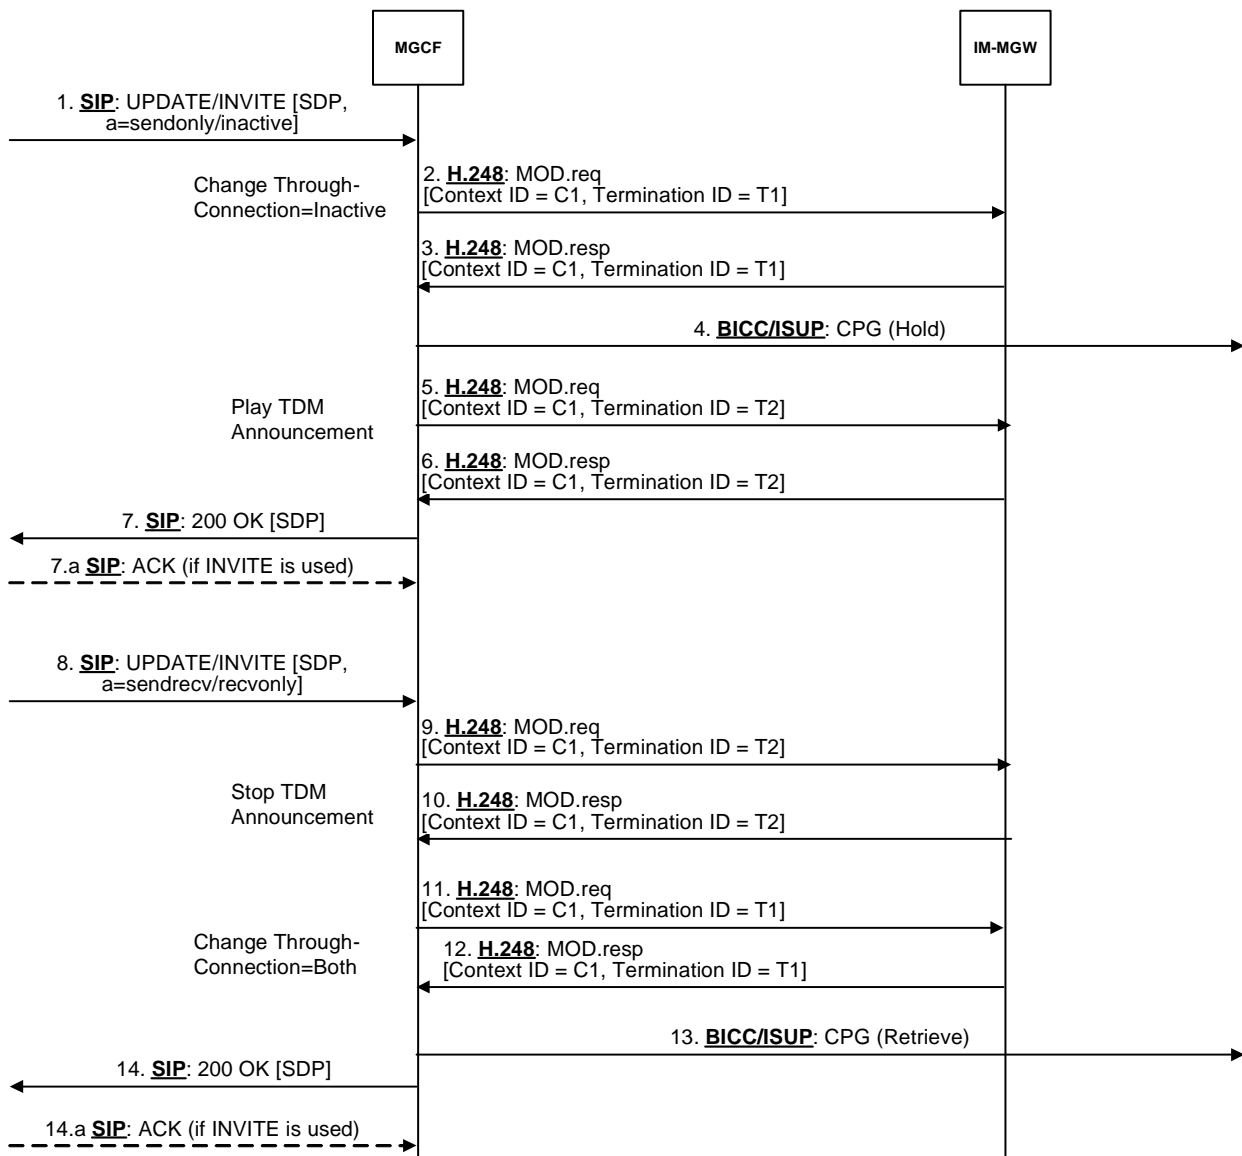 MGCF
IM-MGW
1. SIP: UPDATE/INVITE [SDP,
a=sendonly/inactive]
Change Through-
Connection=Inactive
2. H.248: MOD.req
[Context ID = C1, Termination ID = T1]
3. H.248: MOD.resp
[Context ID = C1, Termination ID = T1]
4. BICC/ISUP: CPG (Hold)
Play TDM
Announcement
5. H.248: MOD.req
[Context ID = C1, Termination ID = T2]
6. H.248: MOD.resp
[Context ID = C1, Termination ID = T2]
7. SIP: 200 OK [SDP]
7.a SIP: ACK (if INVITE is used)
8. SIP: UPDATE/INVITE [SDP,
a=sendrecv/recvonly]
9. H.248: MOD.req
[Context ID = C1, Termination ID = T2]
Stop TDM
Announcement
10. H.248: MOD.resp
[Context ID = C1, Termination ID = T2]
11. H.248: MOD.req
[Context ID = C1, Termination ID = T1]
Change Through-
Connection=Both
12. H.248: MOD.resp
[Context ID = C1, Termination ID = T1]
13. BICC/ISUP: CPG (Retrieve)
14. SIP: 200 OK [SDP]
14.a SIP: ACK (if INVITE is used)